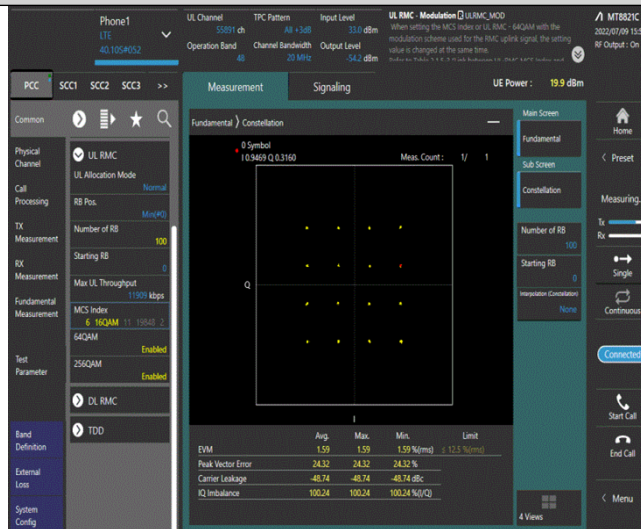 Phone1
LTE
40.105#052
UL Channel
55891 ch
TPC Pattern
All +3dB
Input Level
33.0 dBm
Operation Band
48
Channel Bandwidth
20 MHz
Output Level
-54.2 dBm
UL RMC - Modulation ULRMC_MOD
When setting the MCS Index or UL RMC - 64QAM with the
modulation scheme used for the RMC uplink signal, the setting
value is changed at the same time.
MT8821C
2022/07/09 15:5
RF Output : On
PCC
SCC1
SCC2
SCC3
>>
Measurement
Signaling
UE Power : 19.9 dBm
Common
Physical
Channel
Call
Processing
TX
Measurement
RX
Measurement
Fundamental
Measurement
Test
Parameter
Band
Definition
External
Loss
System
Config
UL RMC
UL Allocation Mode
Normal
RB Pos.
Min(#0)
Number of RB
100
Starting RB
0
Max UL Throughput
11909 kbps
MCS Index
6 16QAM 11 19848 2
64QAM
Enabled
256QAM
Enabled
DL RMC
TDD
Fundamental ⟩ Constellation
0 Symbol
I 0.9469 Q 0.3160
Meas. Count : 1/ 1
Q
I
Avg. Max. Min. Limit
EVM 1.59 1.59 1.59 %(rms) ≤ 12.5 %(rms)
Peak Vector Error 24.32 24.32 24.32 %
Carrier Leakage -48.74 -48.74 -48.74 dBc
IQ Imbalance 100.24 100.24 100.24 %(I/Q)
Main Screen
Fundamental
Sub Screen
Constellation
Number of RB
100
Starting RB
0
Interpolation (Constellation)
None
4 Views
Home
< Preset
Measuring..
Tx
Rx
Single
Continuous
Connected
Start Call
End Call
< Menu